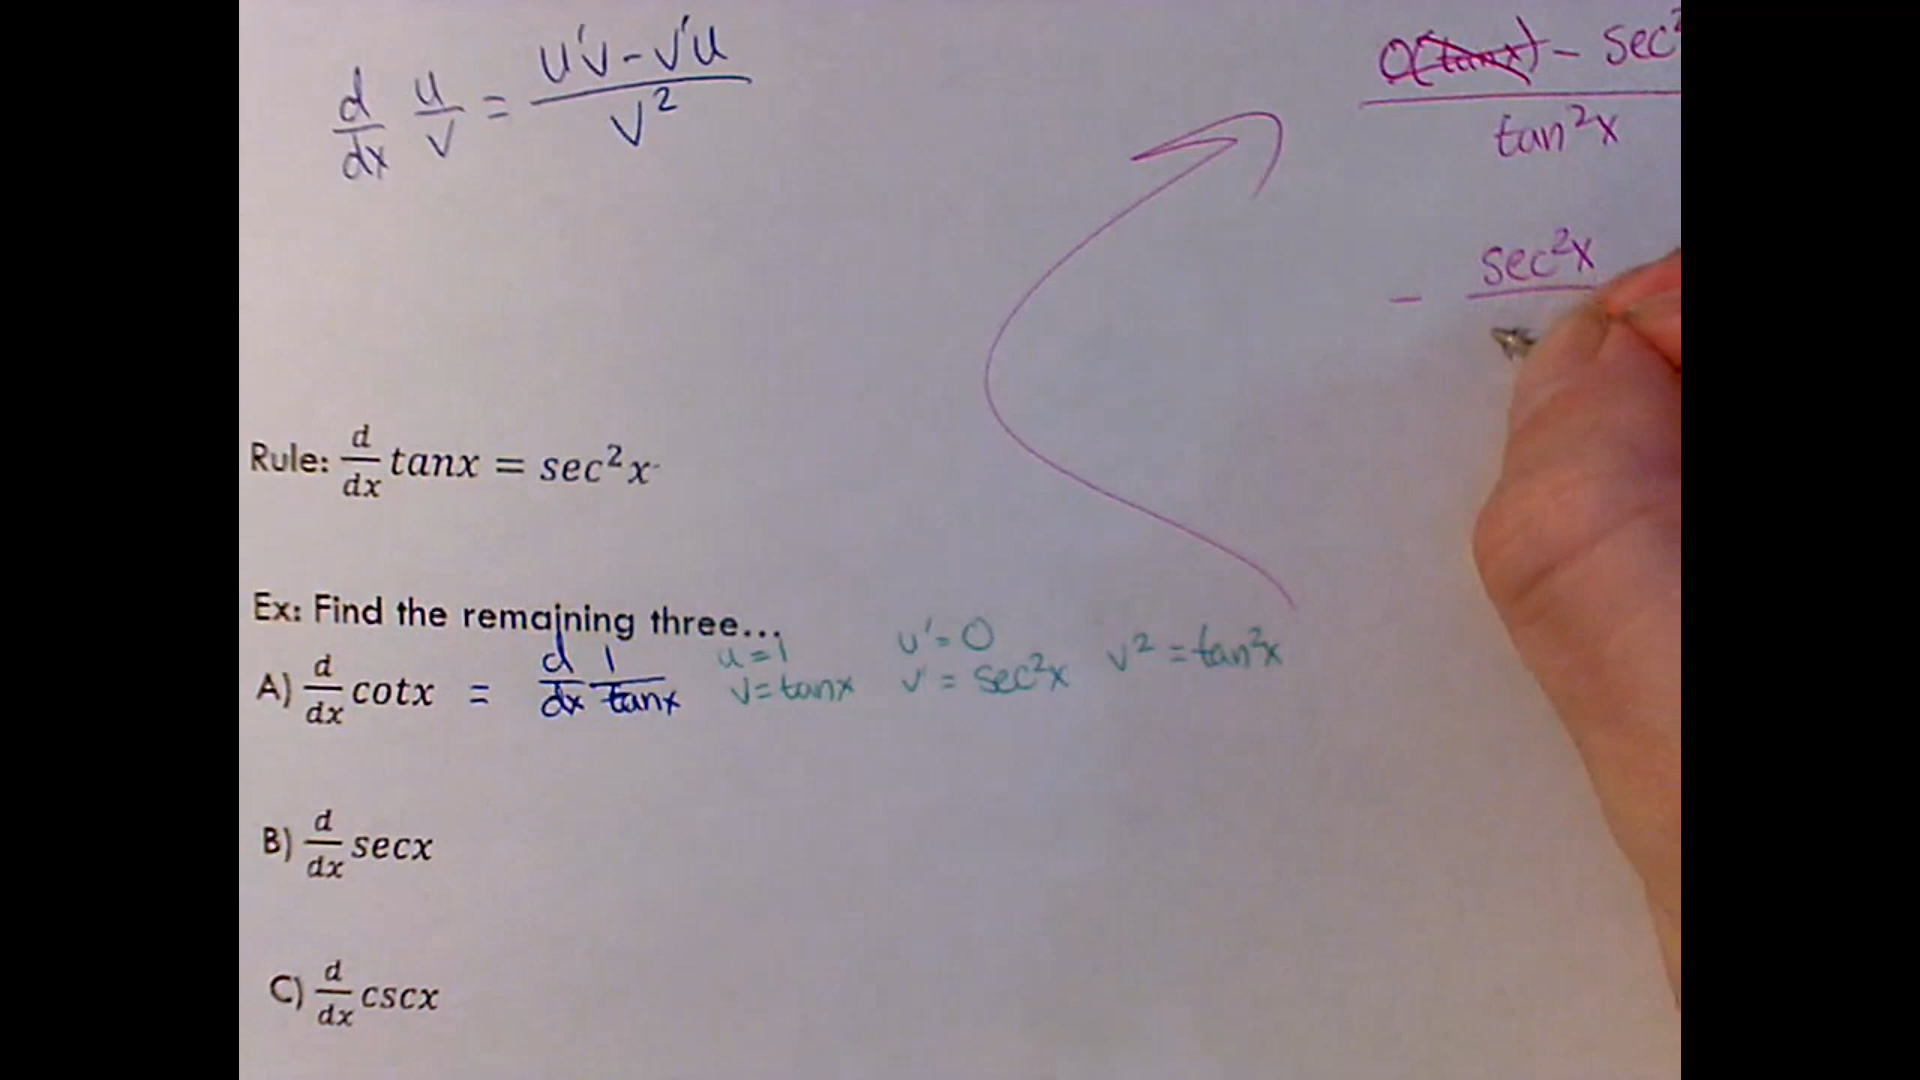 d/dx u/v = u'v - v'u / v²
0(tanx) - sec²
tan²x
- sec²x
Rule: d/dx tanx = sec²x
Ex: Find the remaining three...
A) d/dx cotx = d/dx 1/tanx u=1 v=tanx u'=0 v' = sec²x v² = tan²x
B) d/dx secx
C) d/dx cscx